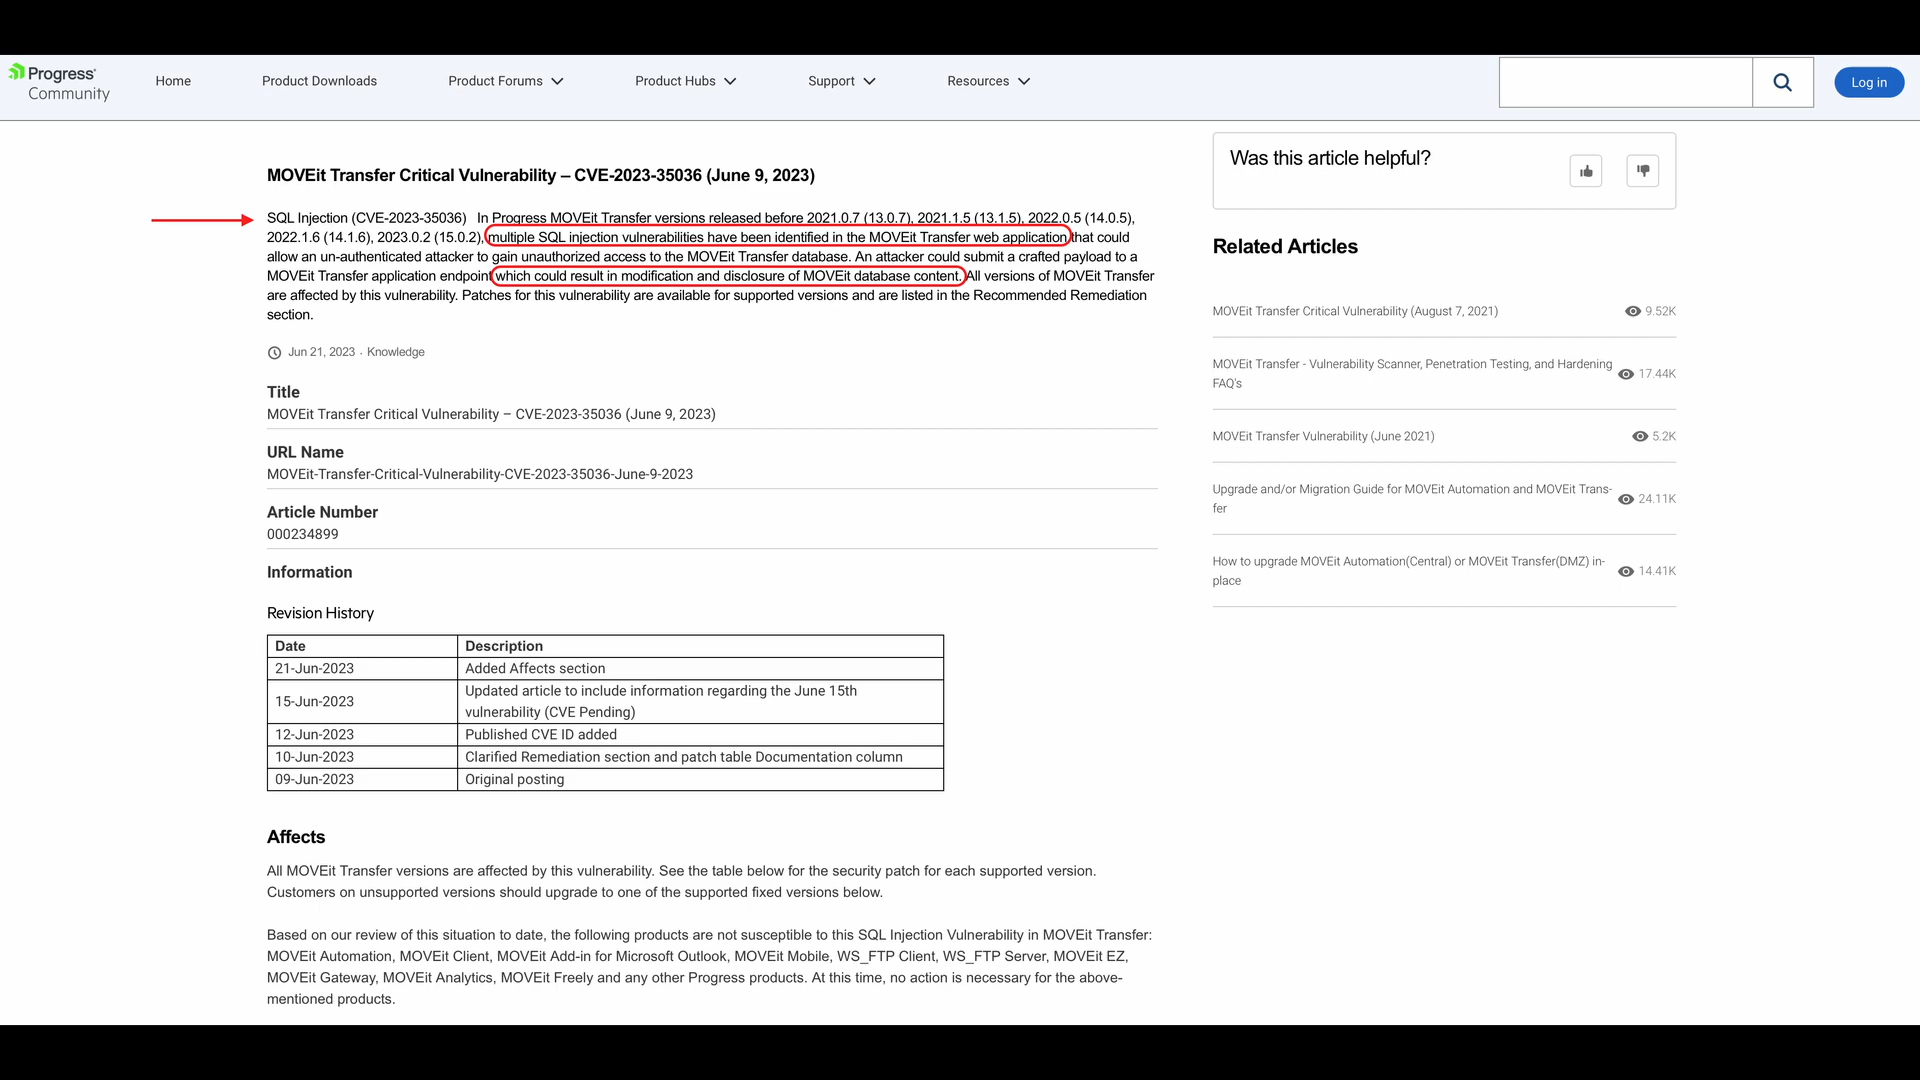 Progress
Community
Home
Product Downloads
Product Forums
Product Hubs
Support
Resources
Log in
MOVEit Transfer Critical Vulnerability – CVE-2023-35036 (June 9, 2023)
SQL Injection (CVE-2023-35036)   In Progress MOVEit Transfer versions released before 2021.0.7 (13.0.7), 2021.1.5 (13.1.5), 2022.0.5 (14.0.5),
2022.1.6 (14.1.6), 2023.0.2 (15.0.2), multiple SQL injection vulnerabilities have been identified in the MOVEit Transfer web application that could
allow an un-authenticated attacker to gain unauthorized access to the MOVEit Transfer database. An attacker could submit a crafted payload to a
MOVEit Transfer application endpoint which could result in modification and disclosure of MOVEit database content. All versions of MOVEit Transfer
are affected by this vulnerability. Patches for this vulnerability are available for supported versions and are listed in the Recommended Remediation
section.
Jun 21, 2023 · Knowledge
Title
MOVEit Transfer Critical Vulnerability – CVE-2023-35036 (June 9, 2023)
URL Name
MOVEit-Transfer-Critical-Vulnerability-CVE-2023-35036-June-9-2023
Article Number
000234899
Information
Revision History
Date Description
21-Jun-2023 Added Affects section
15-Jun-2023 Updated article to include information regarding the June 15th
vulnerability (CVE Pending)
12-Jun-2023 Published CVE ID added
10-Jun-2023 Clarified Remediation section and patch table Documentation column
09-Jun-2023 Original posting
Affects
All MOVEit Transfer versions are affected by this vulnerability. See the table below for the security patch for each supported version.
Customers on unsupported versions should upgrade to one of the supported fixed versions below.
Based on our review of this situation to date, the following products are not susceptible to this SQL Injection Vulnerability in MOVEit Transfer:
MOVEit Automation, MOVEit Client, MOVEit Add-in for Microsoft Outlook, MOVEit Mobile, WS_FTP Client, WS_FTP Server, MOVEit EZ,
MOVEit Gateway, MOVEit Analytics, MOVEit Freely and any other Progress products. At this time, no action is necessary for the above-
mentioned products.
Was this article helpful?
Related Articles
MOVEit Transfer Critical Vulnerability (August 7, 2021) 9.52K
MOVEit Transfer - Vulnerability Scanner, Penetration Testing, and Hardening
FAQ's 17.44K
MOVEit Transfer Vulnerability (June 2021) 5.2K
Upgrade and/or Migration Guide for MOVEit Automation and MOVEit Trans-
fer 24.11K
How to upgrade MOVEit Automation(Central) or MOVEit Transfer(DMZ) in-
place 14.41K